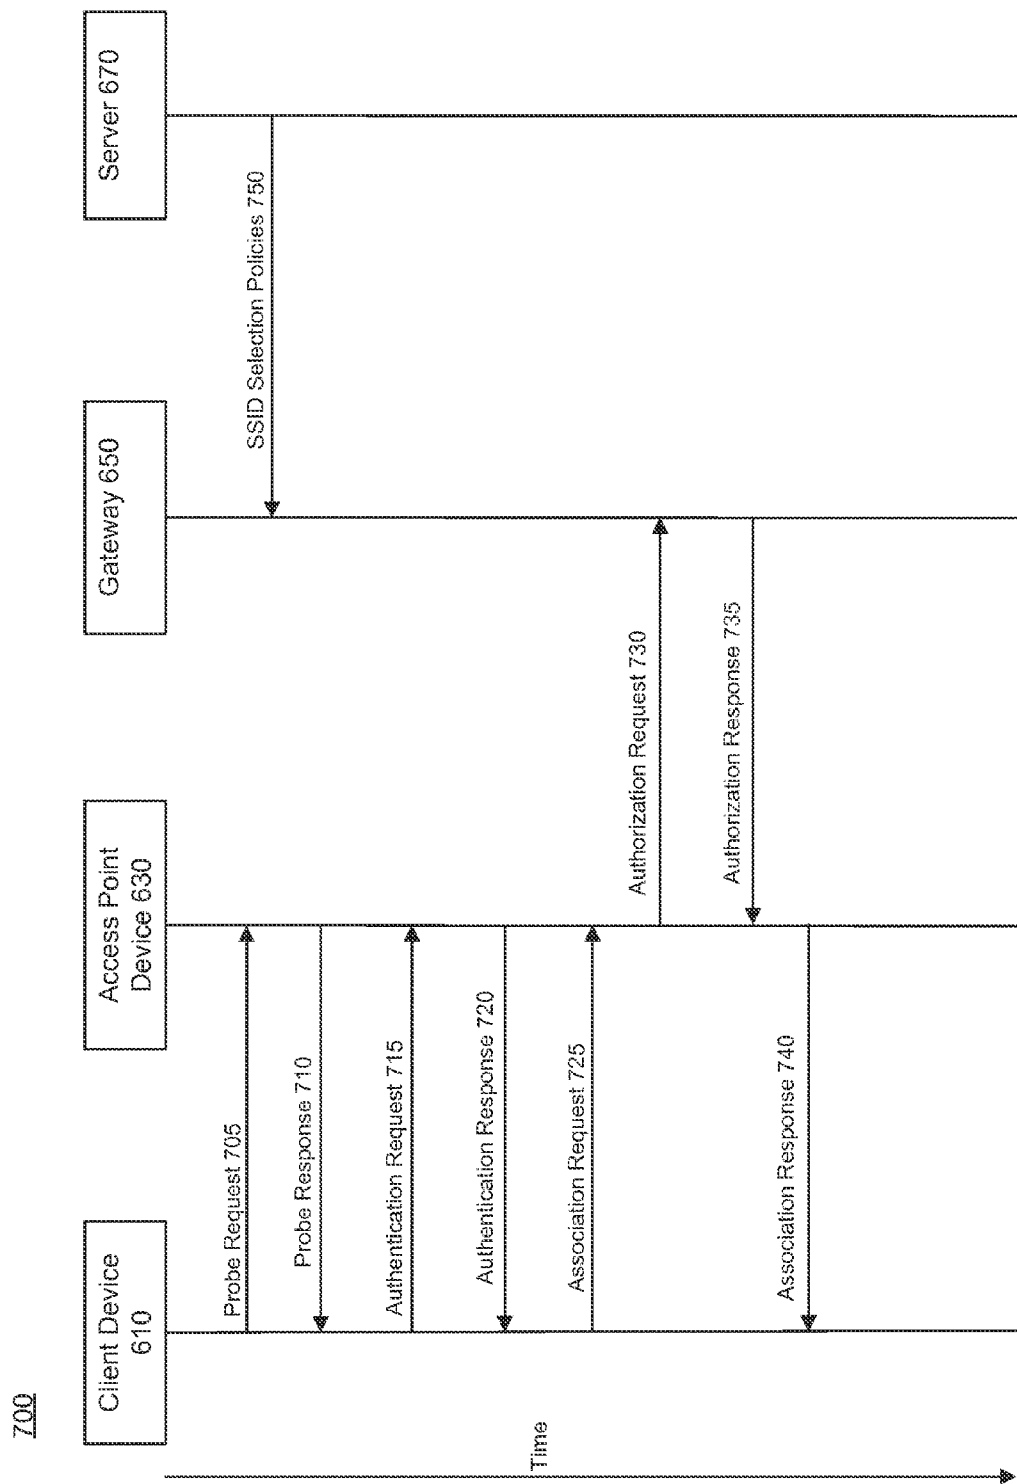 700
Client Device
610
Access Point
Device 630
Gateway 650
Server 670
Time
Probe Request 705
SSID Selection Policies 750
Probe Response 710
Authentication Request 715
Authentication Response 720
Association Request 725
Authorization Request 730
Authorization Response 735
Association Response 740